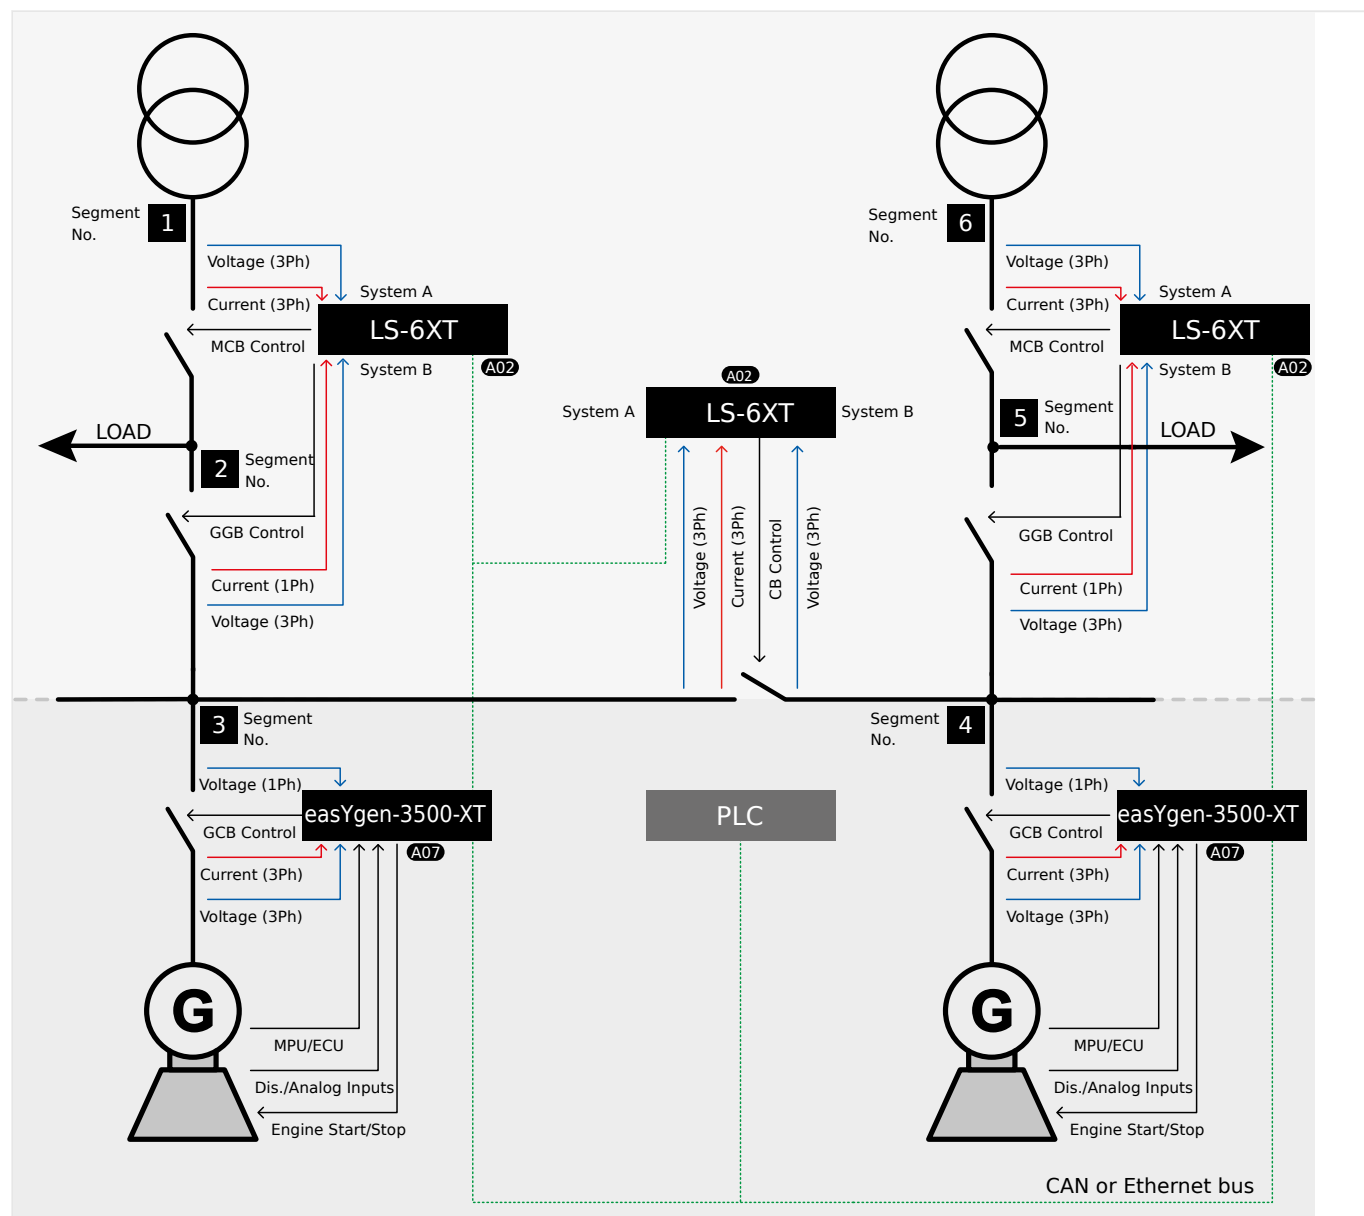 Segment
No.
1
Voltage (3Ph)
Current (3Ph)
System A
LS-6XT
MCB Control
System B
A02
LOAD
2
Segment
No.
GGB Control
Current (1Ph)
Voltage (3Ph)
A02
System A
LS-6XT
System B
Voltage (3Ph)
Current (3Ph)
CB Control
Voltage (3Ph)
Segment
No.
6
Voltage (3Ph)
Current (3Ph)
System A
LS-6XT
MCB Control
System B
A02
5
Segment
No.
LOAD
GGB Control
Current (1Ph)
Voltage (3Ph)
3
Segment
No.
Voltage (1Ph)
easYgen-3500-XT
GCB Control
A07
Current (3Ph)
Voltage (3Ph)
G
MPU/ECU
Dis./Analog Inputs
Engine Start/Stop
PLC
Segment
No.
4
Voltage (1Ph)
easYgen-3500-XT
GCB Control
A07
Current (3Ph)
Voltage (3Ph)
G
MPU/ECU
Dis./Analog Inputs
Engine Start/Stop
CAN or Ethernet bus